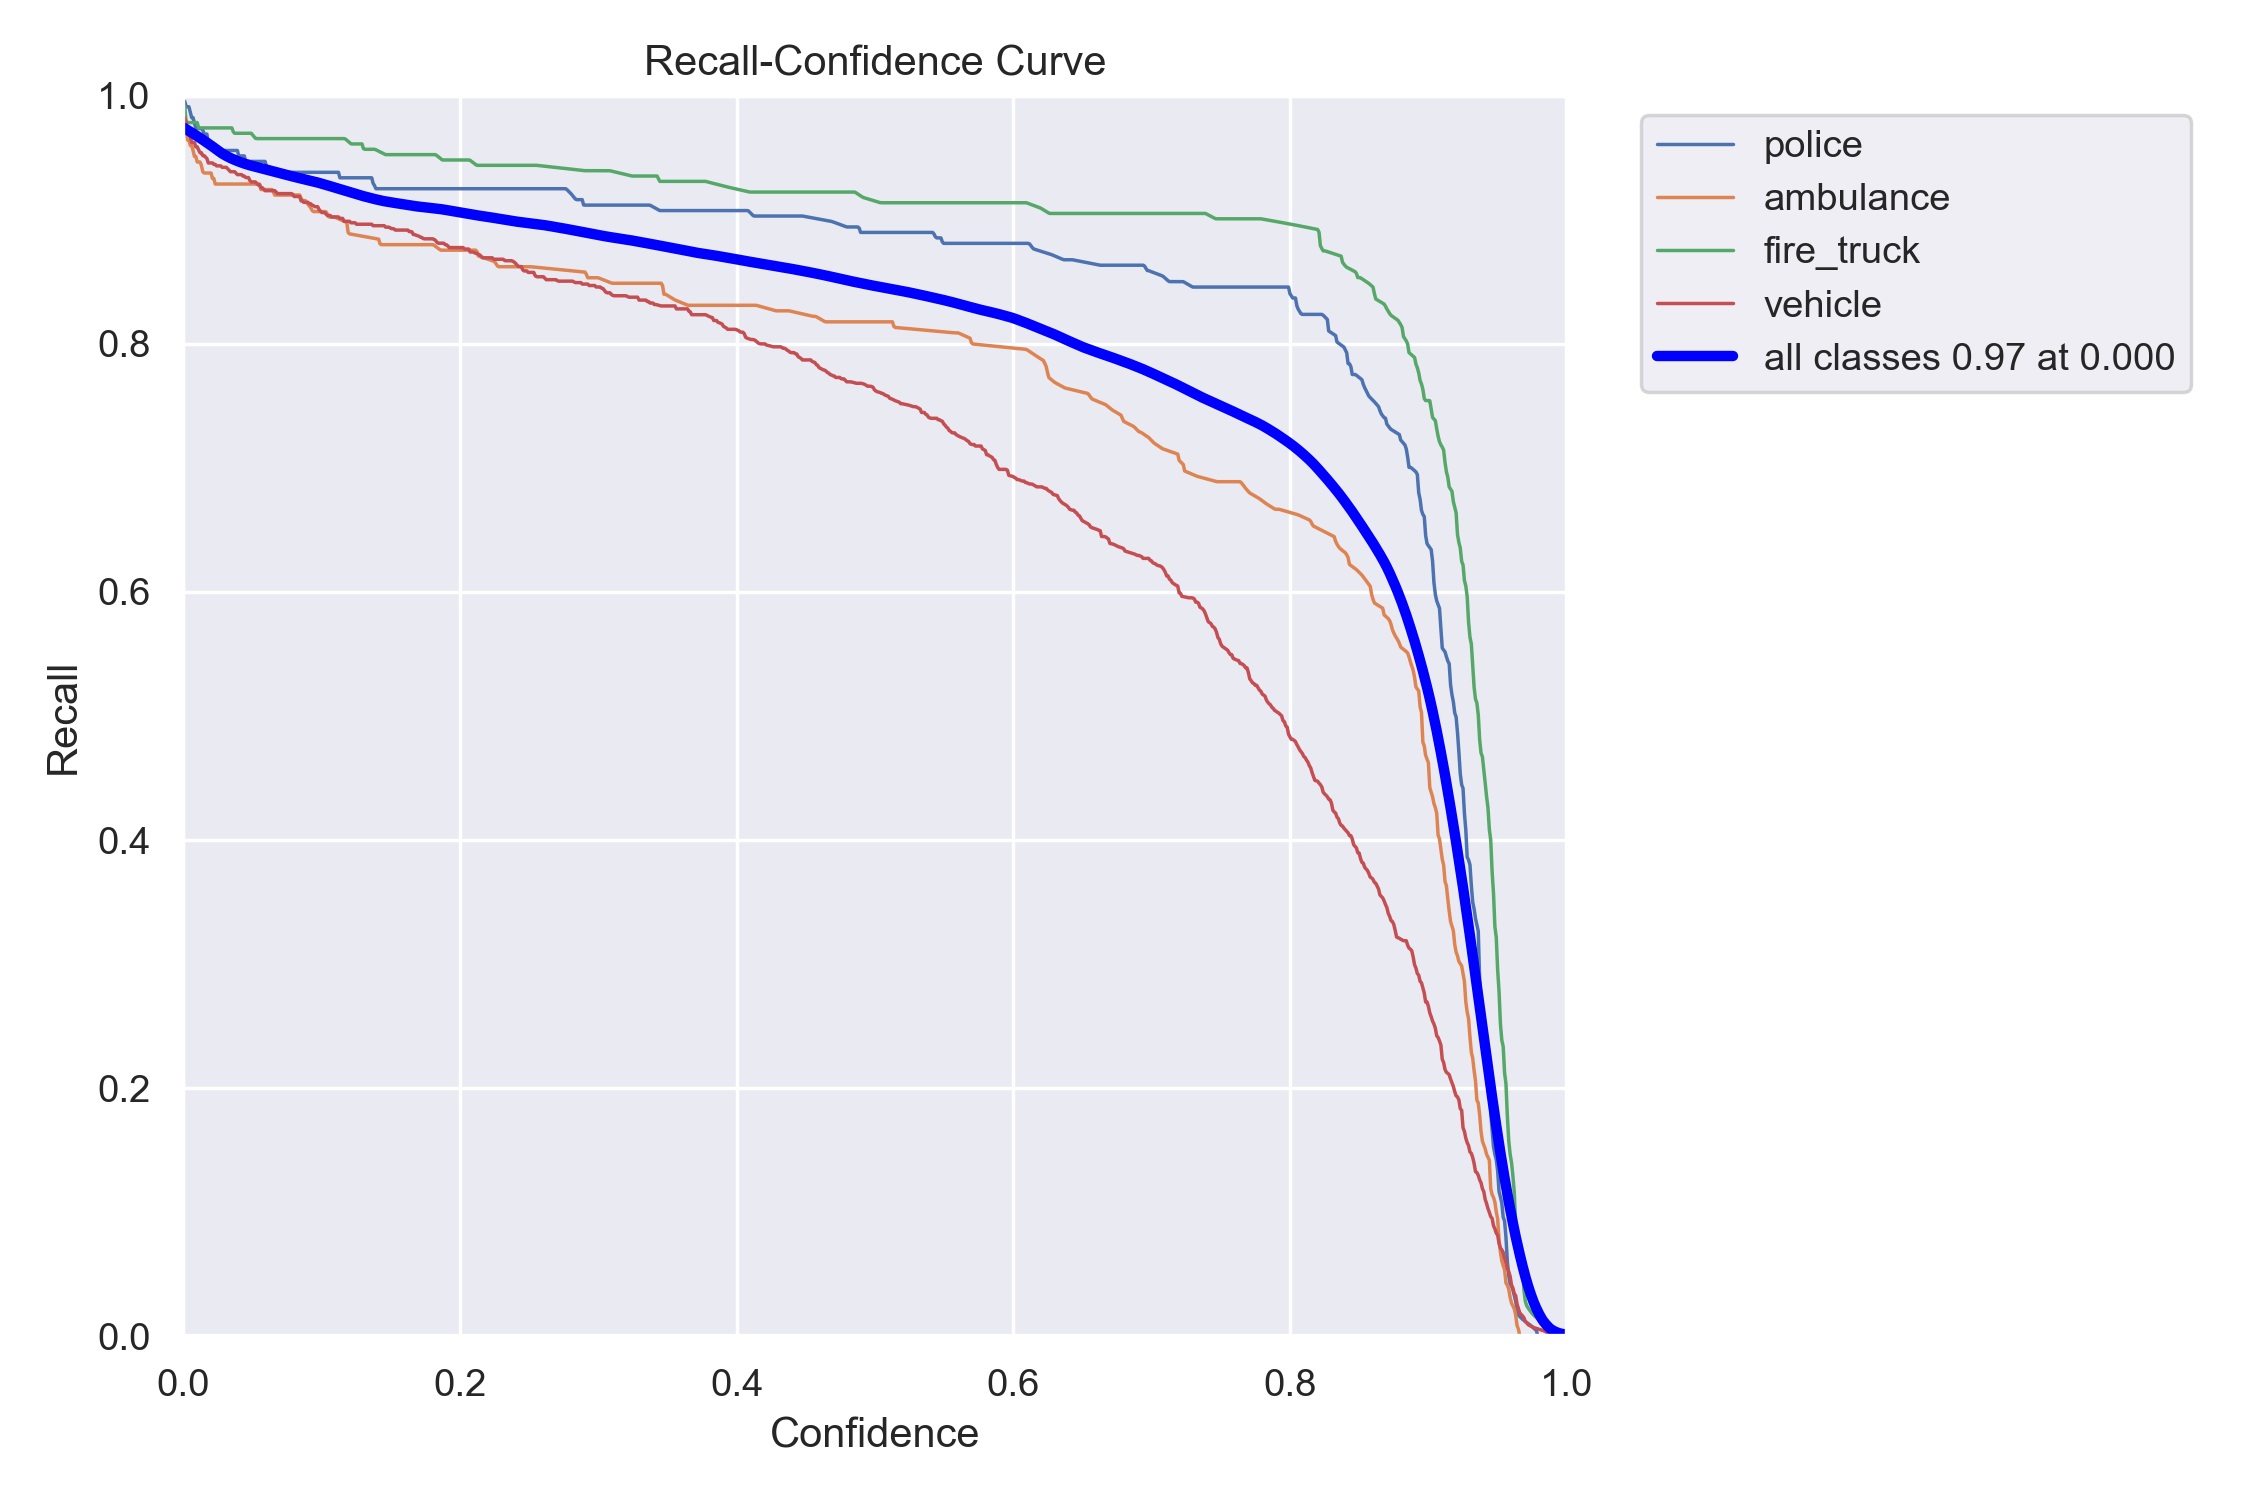 Recall-Confidence Curve
1.0
0.8
0.6
0.4
0.2
0.0
Recall
0.0 0.2 0.4 0.6 0.8 1.0
Confidence
police
ambulance
fire_truck
vehicle
all classes 0.97 at 0.000